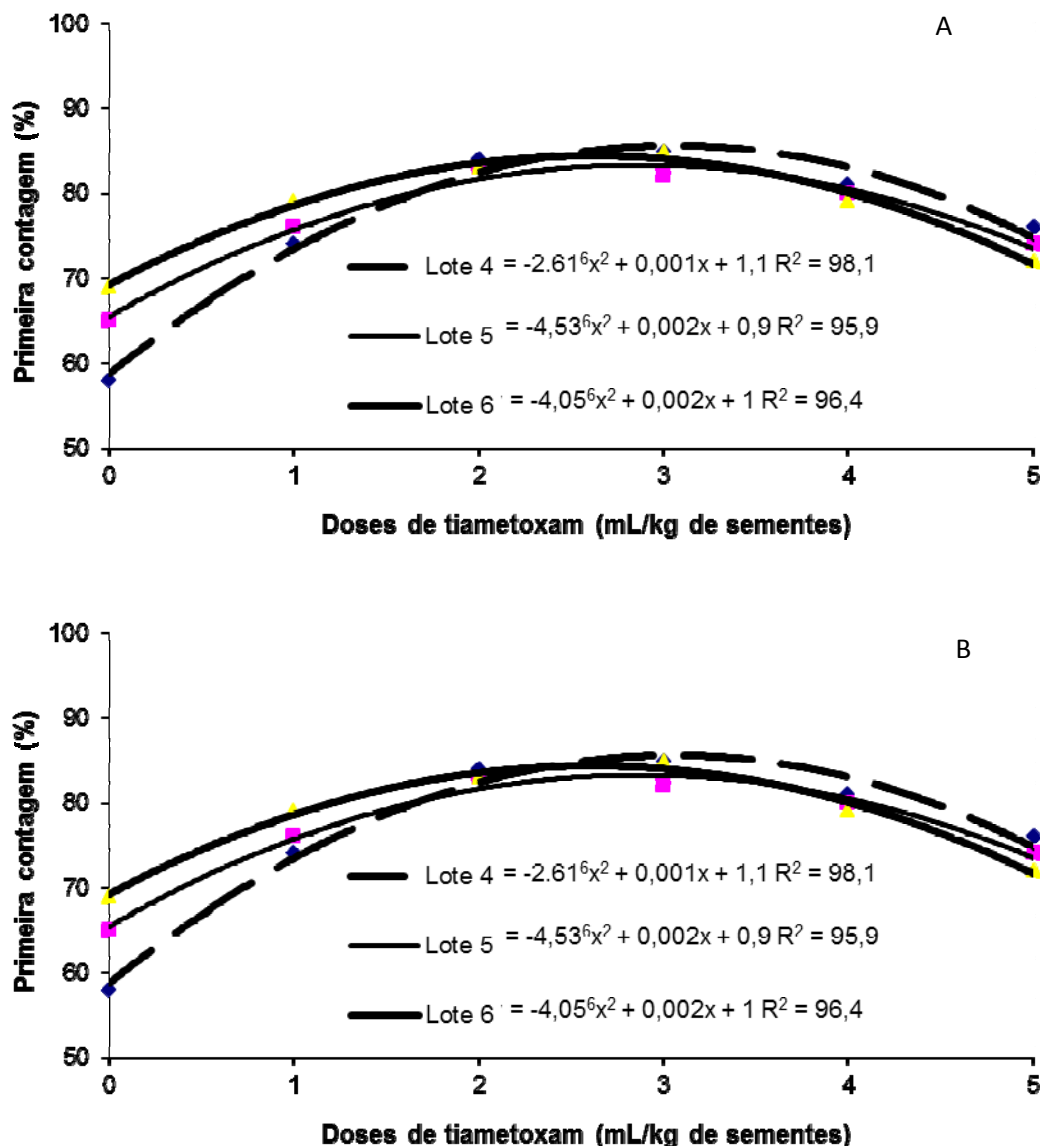 A
Primeira contagem (%)
100
90
80
70
60
50
Lote 4 = -2.61⁶x² + 0,001x + 1,1 R² = 98,1
Lote 5 = -4,53⁶x² + 0,002x + 0,9 R² = 95,9
Lote 6 = -4,05⁶x² + 0,002x + 1 R² = 96,4
0 1 2 3 4 5
Doses de tiametoxam (mL/kg de sementes)
B
Primeira contagem (%)
100
90
80
70
60
50
Lote 4 = -2.61⁶x² + 0,001x + 1,1 R² = 98,1
Lote 5 = -4,53⁶x² + 0,002x + 0,9 R² = 95,9
Lote 6 = -4,05⁶x² + 0,002x + 1 R² = 96,4
0 1 2 3 4 5
Doses de tiametoxam (mL/kg de sementes)